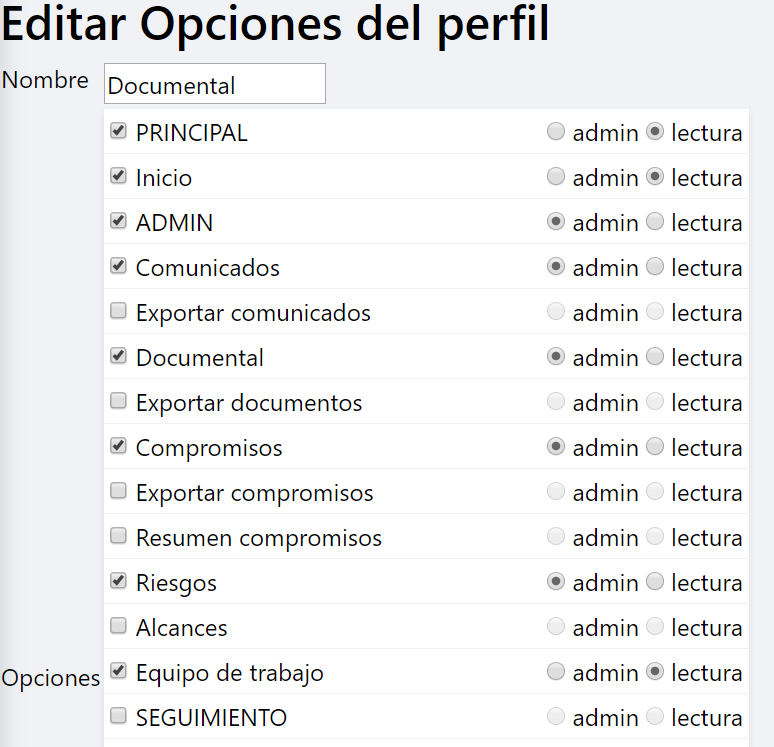 Editar Opciones del perfil
Nombre Documental
PRINCIPAL admin lectura
Inicio admin lectura
ADMIN admin lectura
Comunicados admin lectura
Exportar comunicados admin lectura
Documental admin lectura
Exportar documentos admin lectura
Compromisos admin lectura
Exportar compromisos admin lectura
Resumen compromisos admin lectura
Riesgos admin lectura
Alcances admin lectura
Opciones Equipo de trabajo admin lectura
SEGUIMIENTO admin lectura